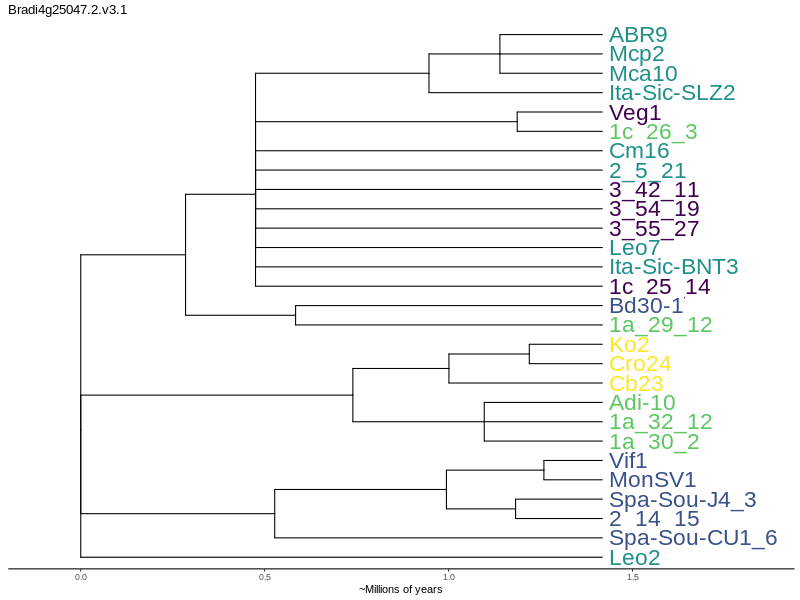 Bradi4g25047.2.v3.1
ABR9
Mcp2
Mca10
Ita-Sic-SLZ2
Veg1
1c_26_3
Cm16
2_5_21
3_42_11
3_54_19
3_55_27
Leo7
Ita-Sic-BNT3
1c_25_14
Bd30-1
1a_29_12
Ko2
Cro24
Cb23
Adi-10
1a_32_12
1a_30_2
Vif1
MonSV1
Spa-Sou-J4_3
2_14_15
Spa-Sou-CU1_6
Leo2
0.0 0.5 1.0 1.5
~Millions of years